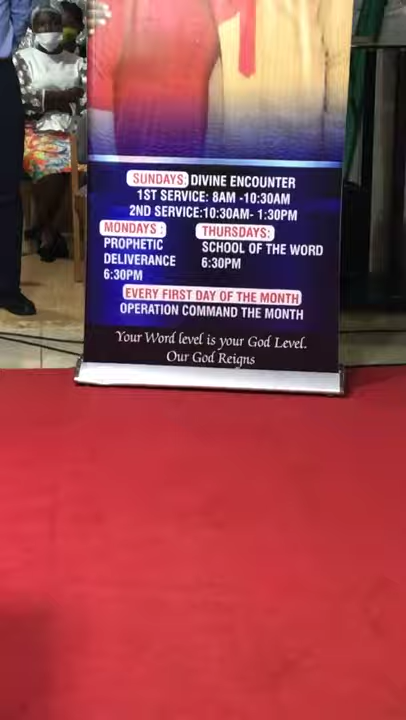 SUNDAYS: DIVINE ENCOUNTER
1ST SERVICE: 8AM -10:30AM
2ND SERVICE:10:30AM- 1:30PM
MONDAYS :
PROPHETIC
DELIVERANCE
6:30PM
THURSDAYS:
SCHOOL OF THE WORD
6:30PM
EVERY FIRST DAY OF THE MONTH
OPERATION COMMAND THE MONTH
Your Word level is your God Level.
Our God Reigns